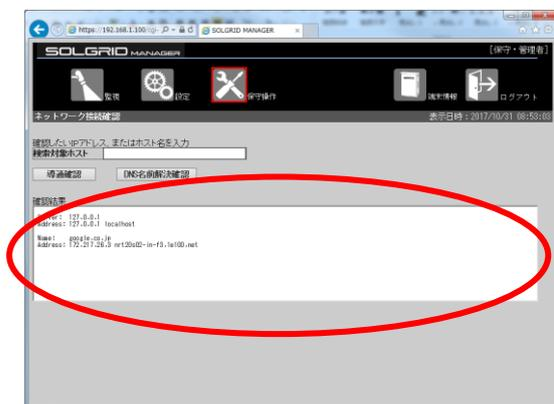 https://192.168.1.100/cgi-
SOLGRID MANAGER
SOLGRID MANAGER
[保守・管理者]
監視
設定
保守操作
端末情報
ログアウト
ネットワーク接続確認
表示日時：2017/10/31 08:53:03
確認したいIPアドレス、またはホスト名を入力
検索対象ホスト
導通確認
DNS名前解決確認
確認結果
Server: 127.0.0.1
Address: 127.0.0.1 localhost
Name: google.co.jp
Address: 172.217.26.3 nrt20s02-in-f3.1e100.net